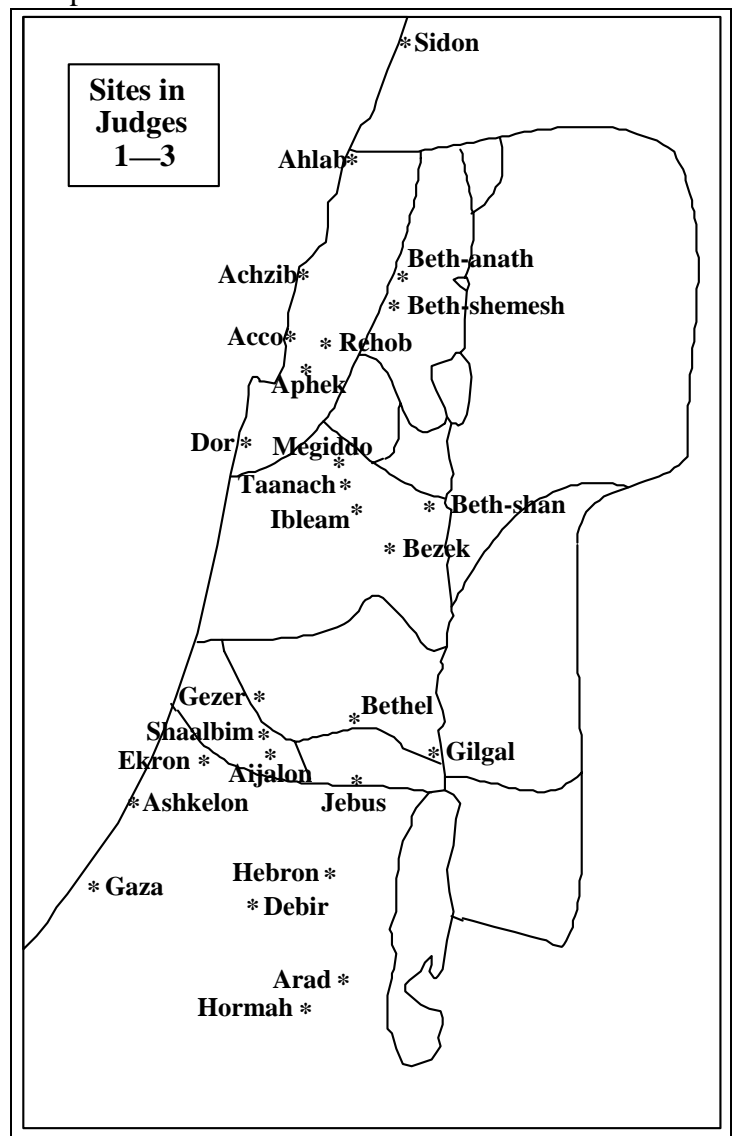 Sidon
Sites in
Judges
1—3
Ahlab*
Achzib*
Beth-anath
Beth-shemesh
Acco*
* Rehob
Aphek
Dor *
Megiddo
Taanach *
Ibleam *
Beth-shan
* Bezek
Gezer *
Bethel
Shaalbim *
Ekron *
Aijalon
Gilgal
* Ashkelon
Jebus
* Gaza
Hebron *
* Debir
Arad *
Hormah *